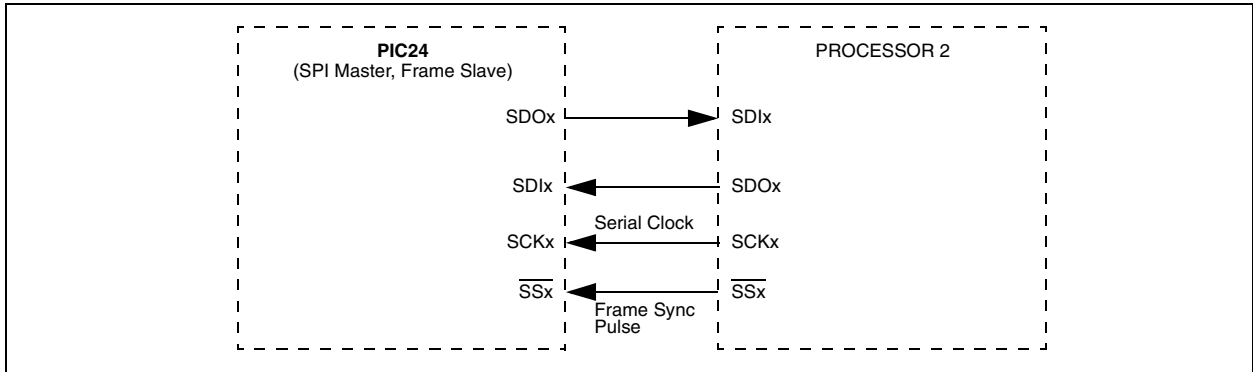 PIC24
(SPI Master, Frame Slave)
PROCESSOR 2
SDOx
SDIx
SDIx
SDOx
Serial Clock
SCKx
SCKx
SSx
SSx
Frame Sync
Pulse